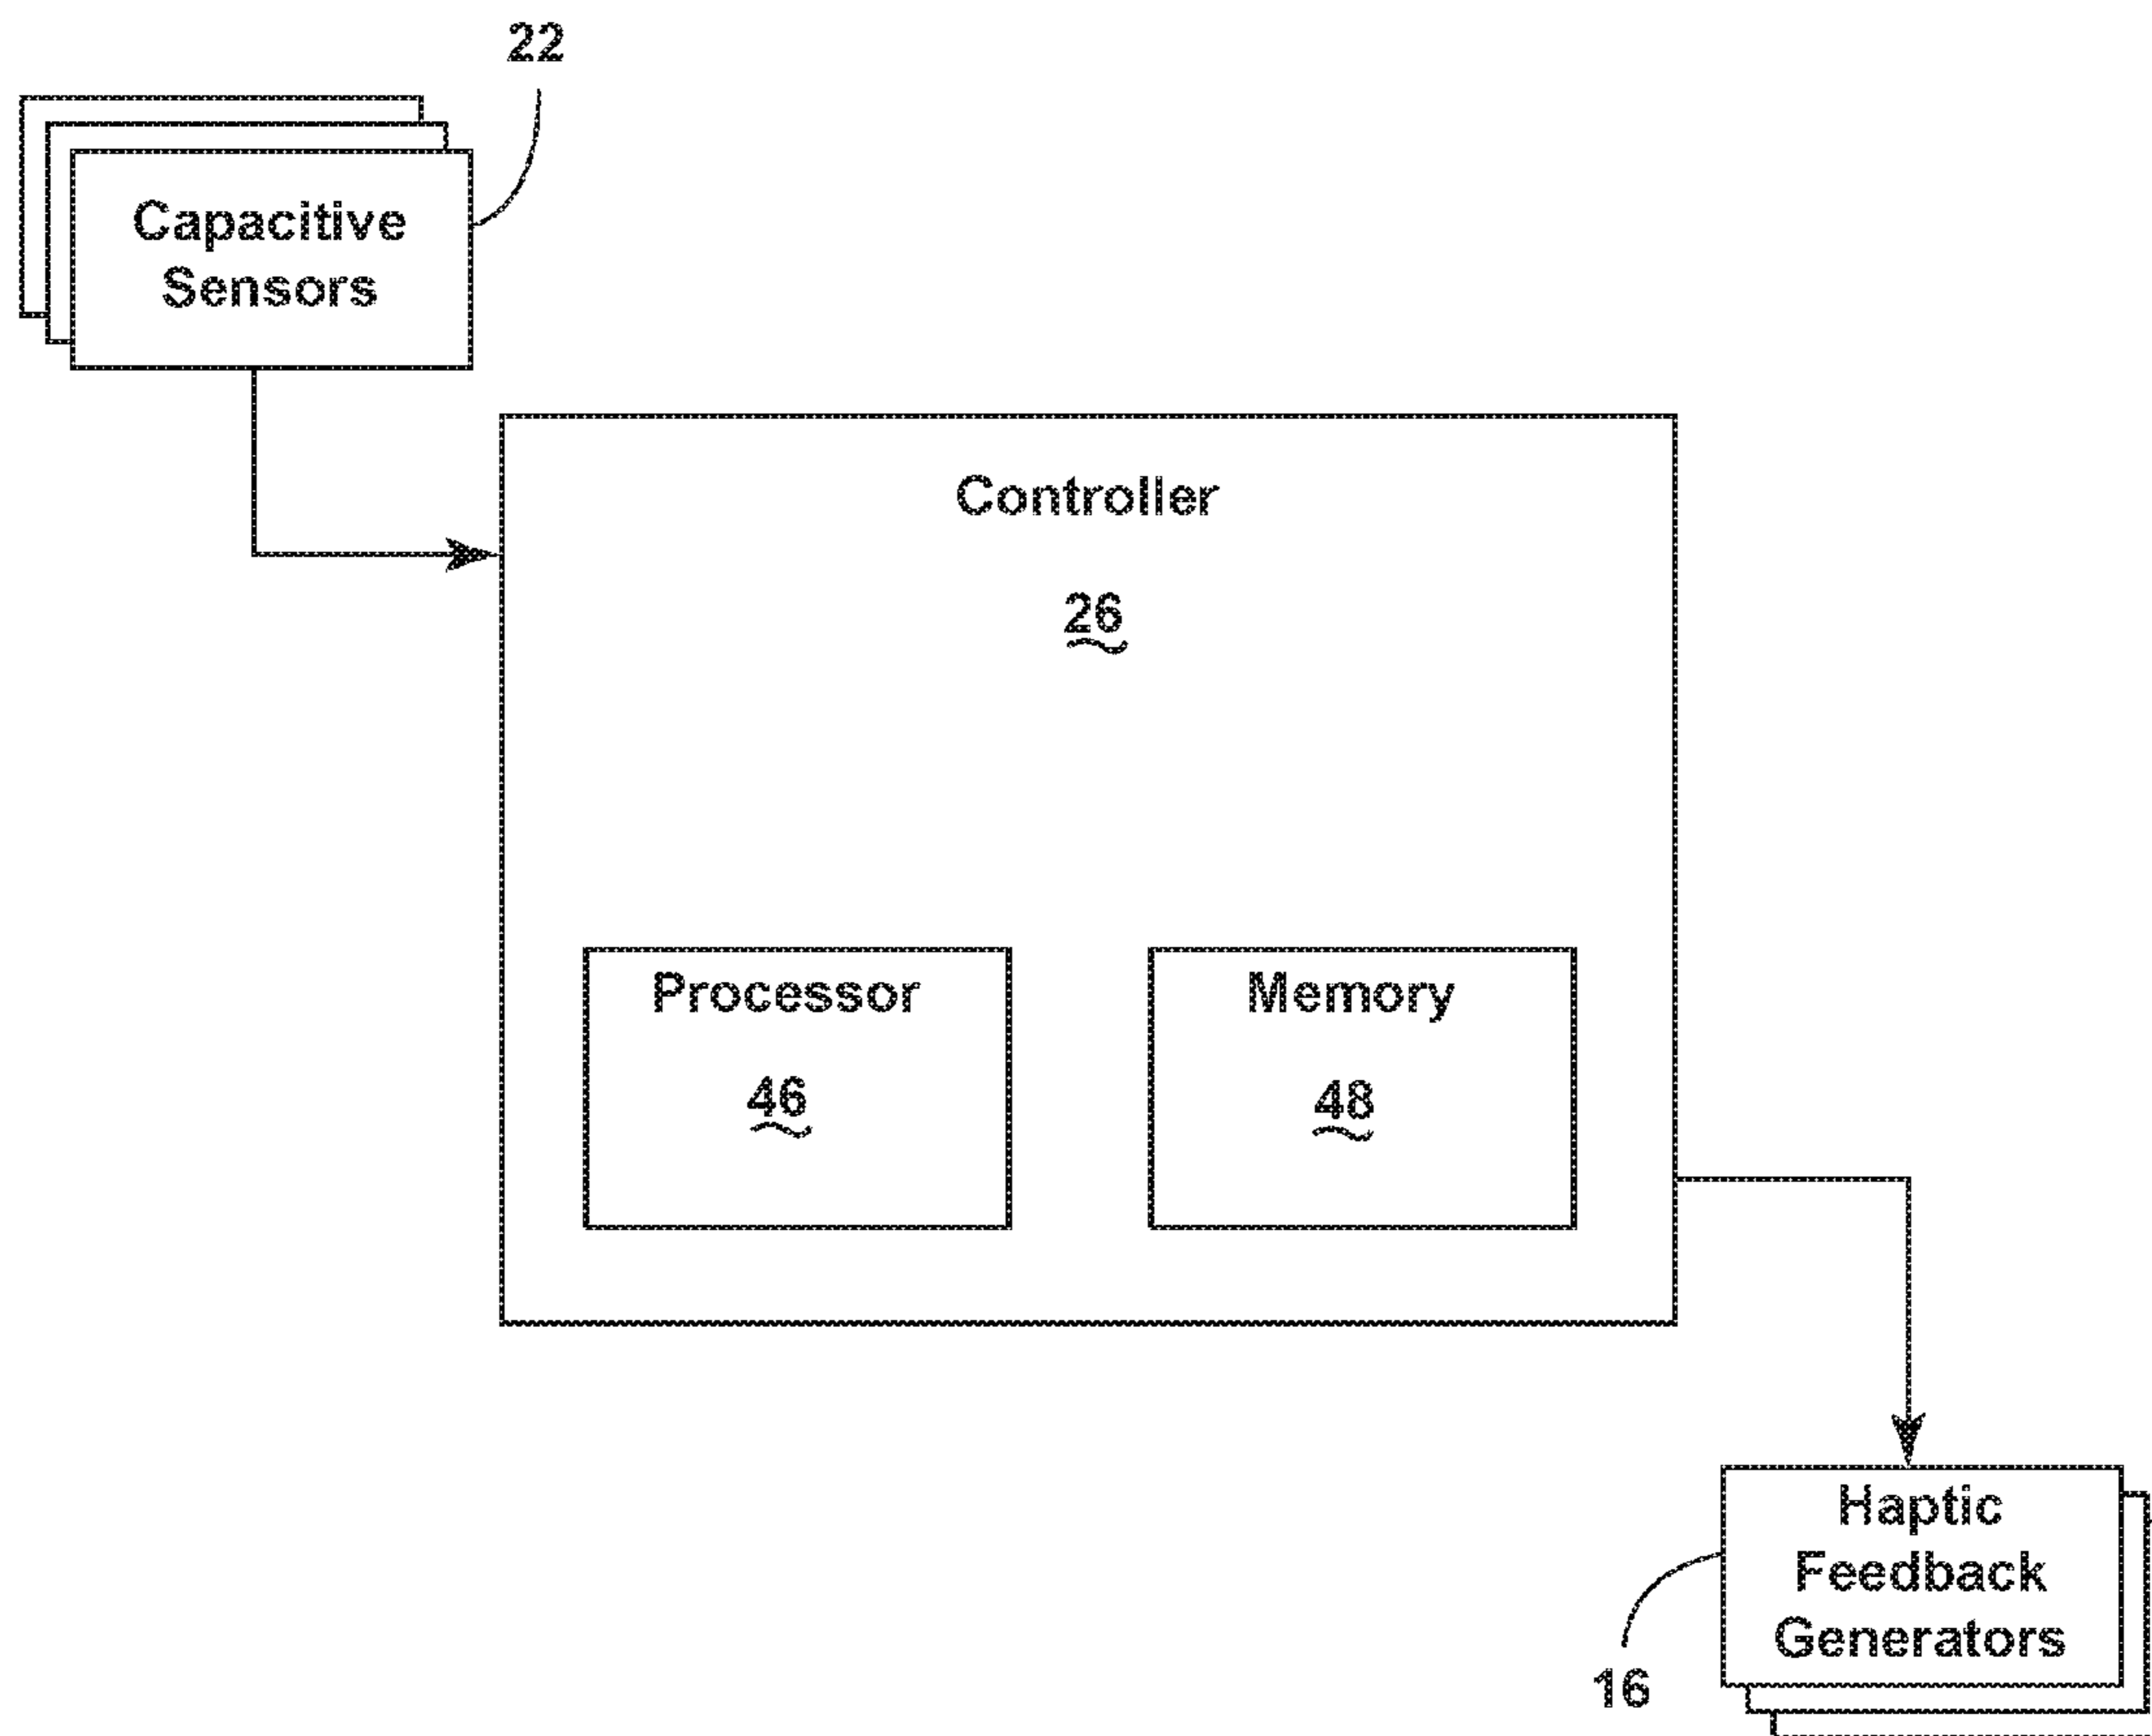 22
Capacitive
Sensors
Controller
26
Processor
46
Memory
48
Haptic
Feedback
Generators
16